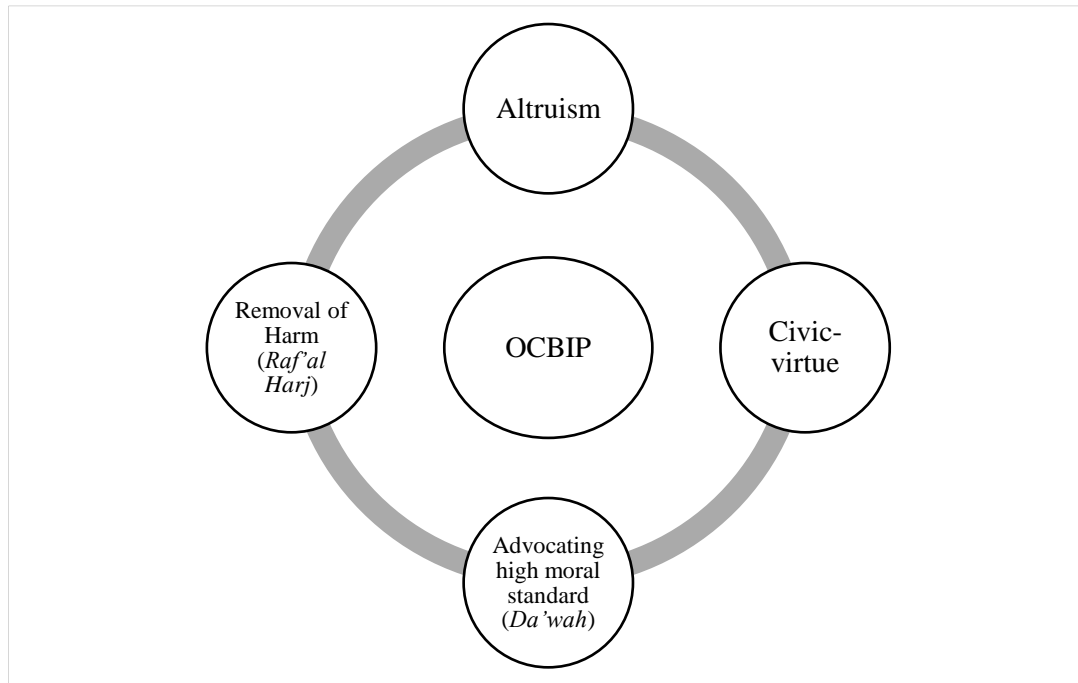 Altruism
Removal of
Harm
(Raf’al
Harj)
OCBIP
Civic-
virtue
Advocating
high moral
standard
(Da’wah)